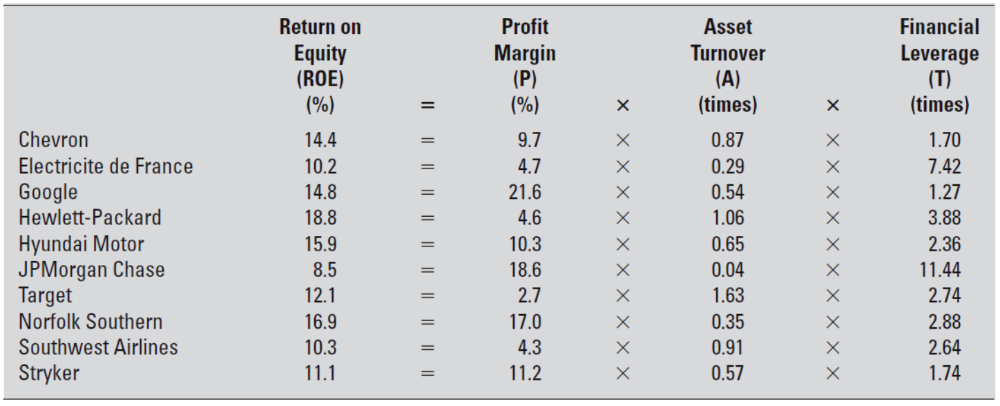 Return on Profit Asset Financial
Equity Margin Turnover Leverage
(ROE) (P) (A) (T)
(%) = (%) × (times) × (times)
Chevron 14.4 = 9.7 × 0.87 × 1.70
Electricite de France 10.2 = 4.7 × 0.29 × 7.42
Google 14.8 = 21.6 × 0.54 × 1.27
Hewlett-Packard 18.8 = 4.6 × 1.06 × 3.88
Hyundai Motor 15.9 = 10.3 × 0.65 × 2.36
JPMorgan Chase 8.5 = 18.6 × 0.04 × 11.44
Target 12.1 = 2.7 × 1.63 × 2.74
Norfolk Southern 16.9 = 17.0 × 0.35 × 2.88
Southwest Airlines 10.3 = 4.3 × 0.91 × 2.64
Stryker 11.1 = 11.2 × 0.57 × 1.74